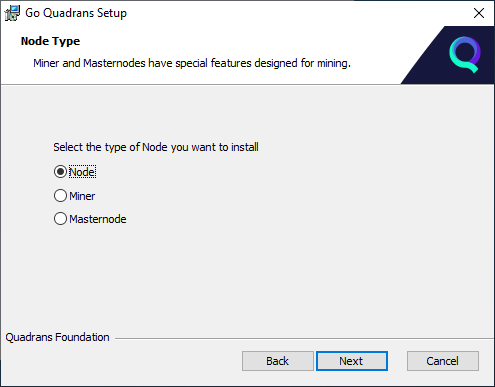 Go Quadrans Setup
Node Type
Miner and Masternodes have special features designed for mining.
Select the type of Node you want to install
Node
Miner
Masternode
Quadrans Foundation
Back Next Cancel